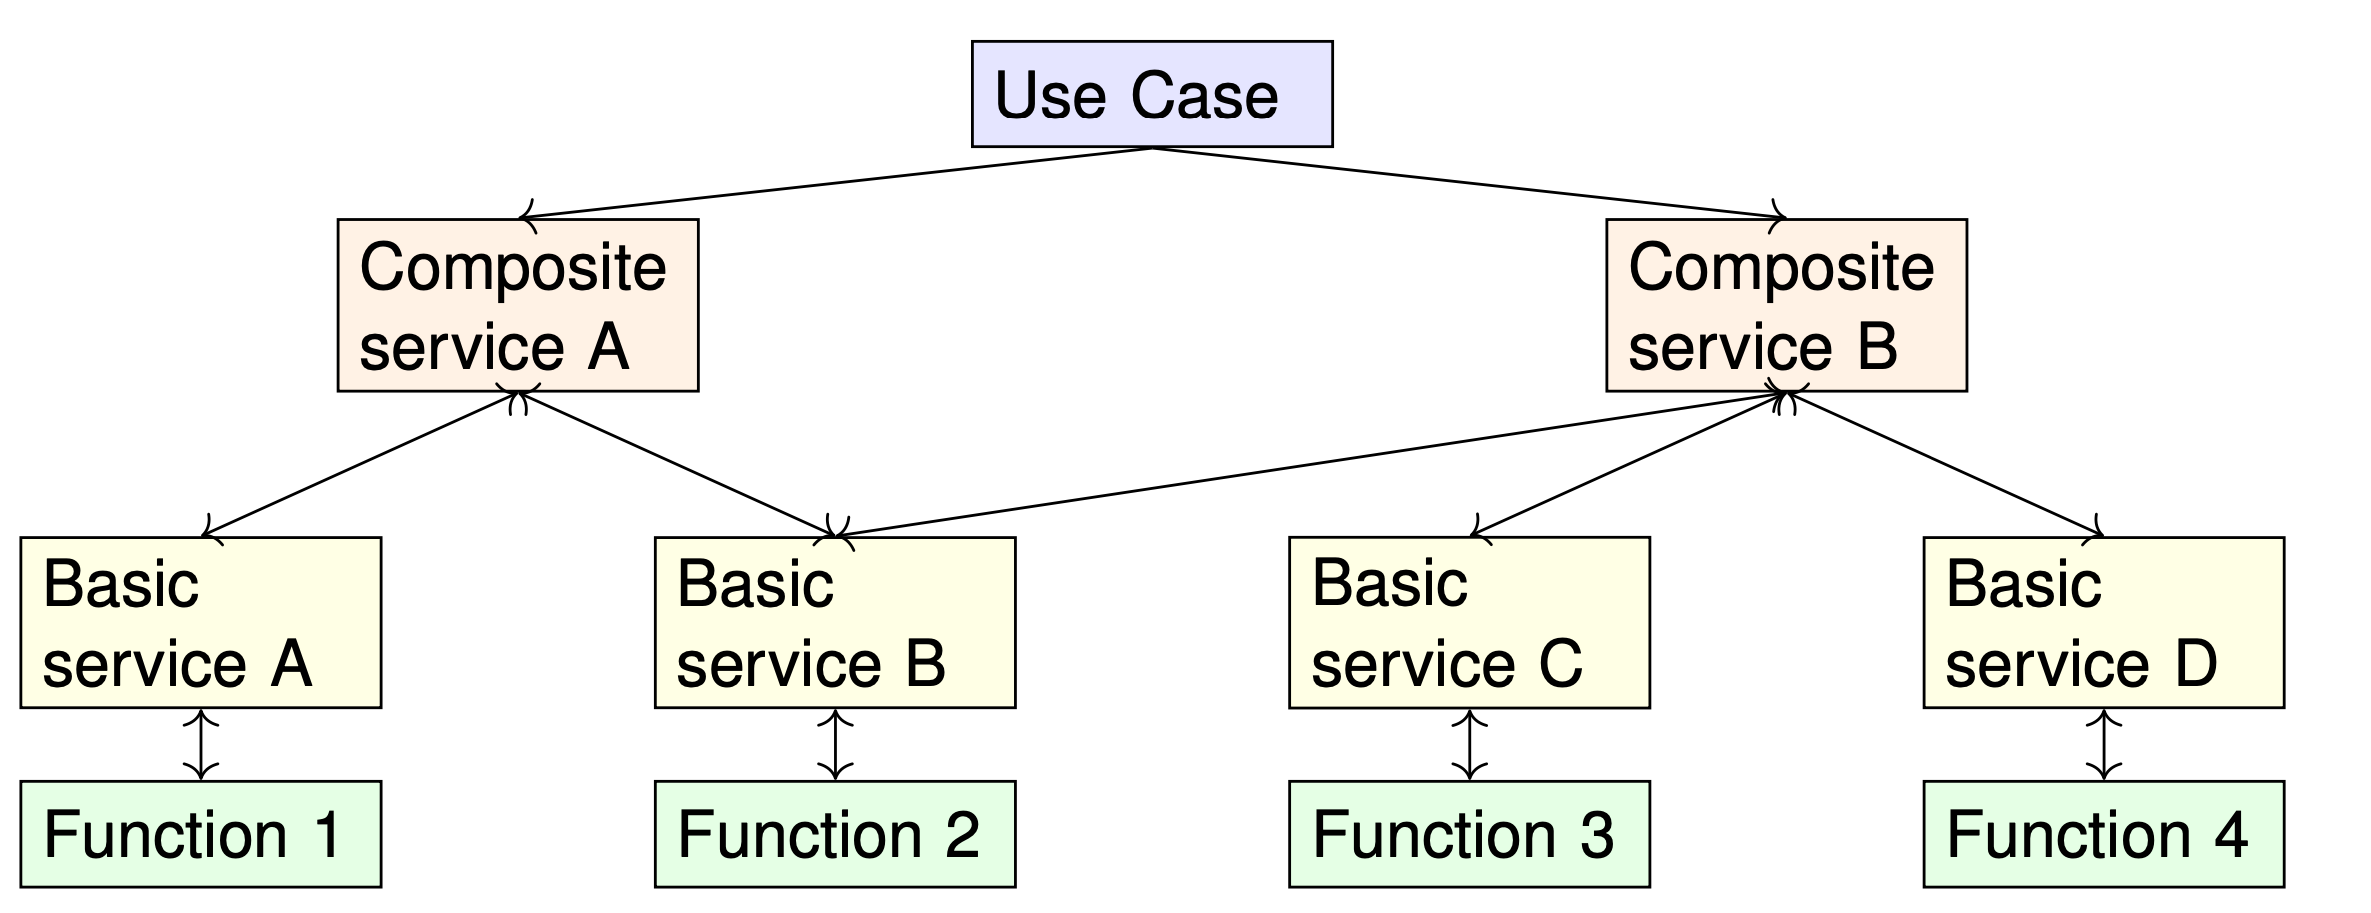 Use Case
Composite
service A
Composite
service B
Basic
service A
Basic
service B
Basic
service C
Basic
service D
Function 1
Function 2
Function 3
Function 4